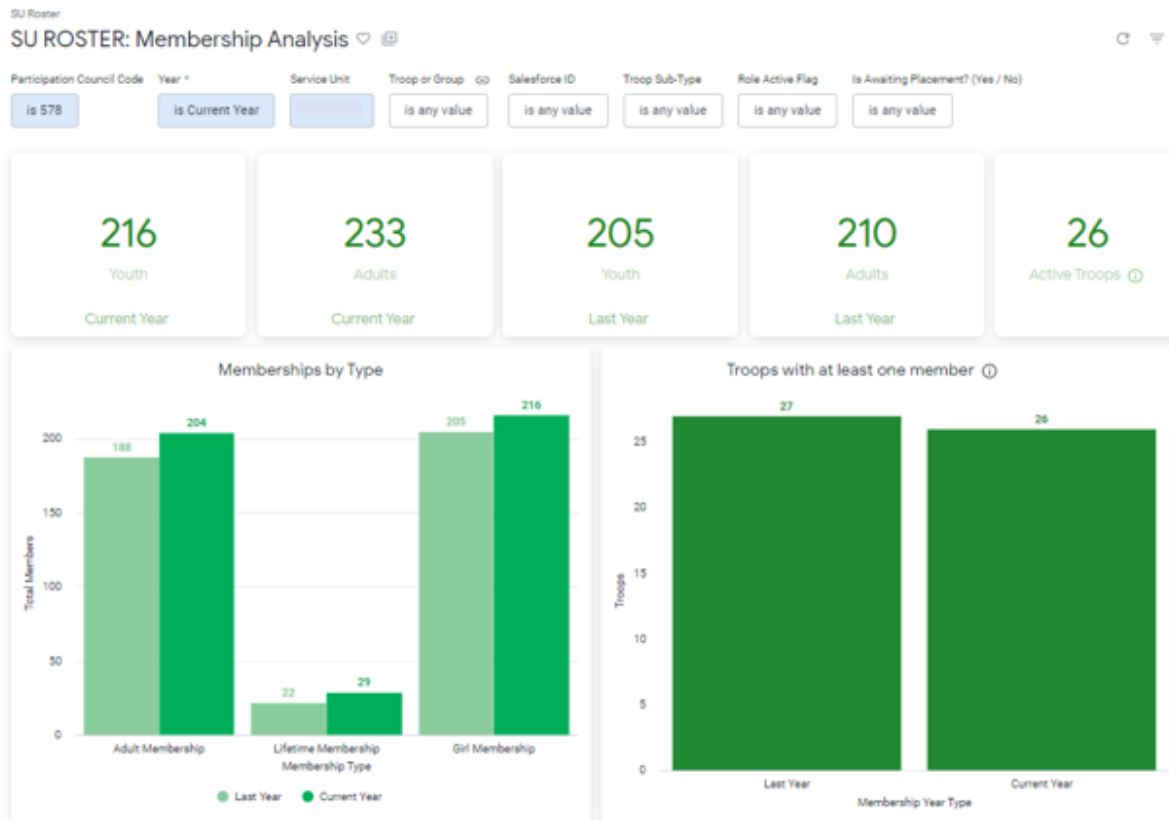 SU Roster
SU ROSTER: Membership Analysis
Participation Council Code Year * Service Unit Troop or Group Salesforce ID Troop Sub-Type Role Active Flag Is Awaiting Placement? (Yes / No)
is 578 is Current Year is any value is any value is any value is any value is any value
216 233 205 210 26
Youth Adults Youth Adults Active Troops
Current Year Current Year Last Year Last Year
Memberships by Type
204
216
188
205
200
150
100
50
0
22
29
Total Members
Adult Membership Lifetime Membership Girl Membership
Membership Type
Last Year Current Year
Troops with at least one member
27
26
25
20
15
10
5
0
Troops
Last Year Current Year
Membership Year Type